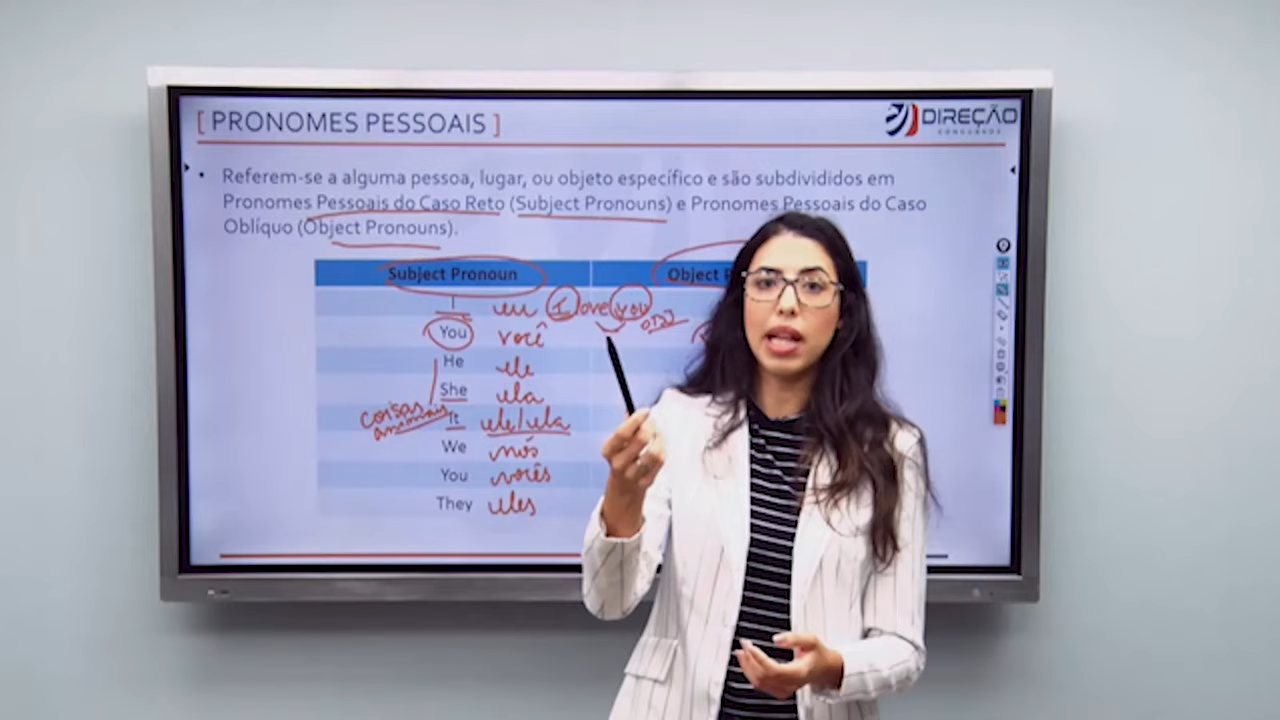 [ PRONOMES PESSOAIS ]
DIREÇÃO
CONCURSOS
• Referem-se a alguma pessoa, lugar, ou objeto específico e são subdivididos em
Pronomes Pessoais do Caso Reto (Subject Pronouns) e Pronomes Pessoais do Caso
Oblíquo (Object Pronouns).
Subject Pronoun Object
I eu I love you
OBJ
You você
He ele
She ela
coisas
animais
It ele/ela
We nós
You vocês
They eles